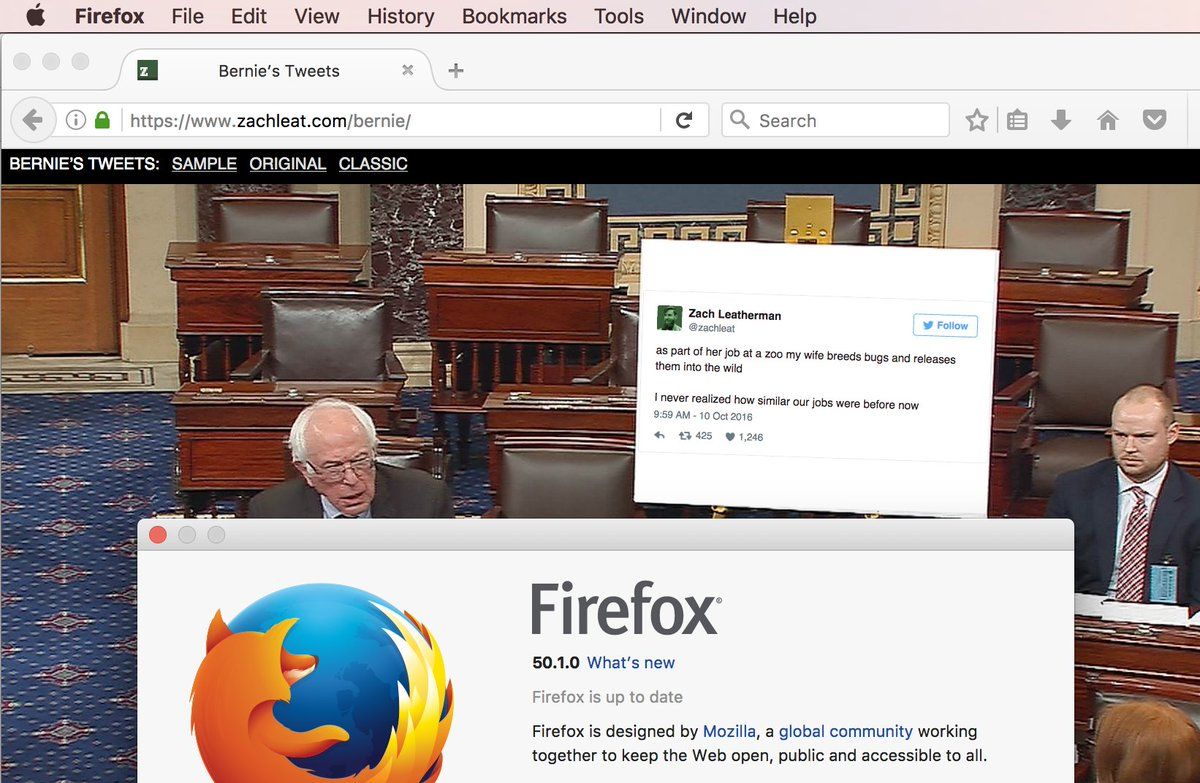 Firefox File Edit View History Bookmarks Tools Window Help
Bernie's Tweets
https://www.zachleat.com/bernie/ Search
BERNIE'S TWEETS: SAMPLE ORIGINAL CLASSIC
Zach Leatherman
@zachleat
Follow
as part of her job at a zoo my wife breeds bugs and releases
them into the wild
I never realized how similar our jobs were before now
9:59 AM - 10 Oct 2016
425 1,246
Firefox®
50.1.0 What's new
Firefox is up to date
Firefox is designed by Mozilla, a global community working
together to keep the Web open, public and accessible to all.